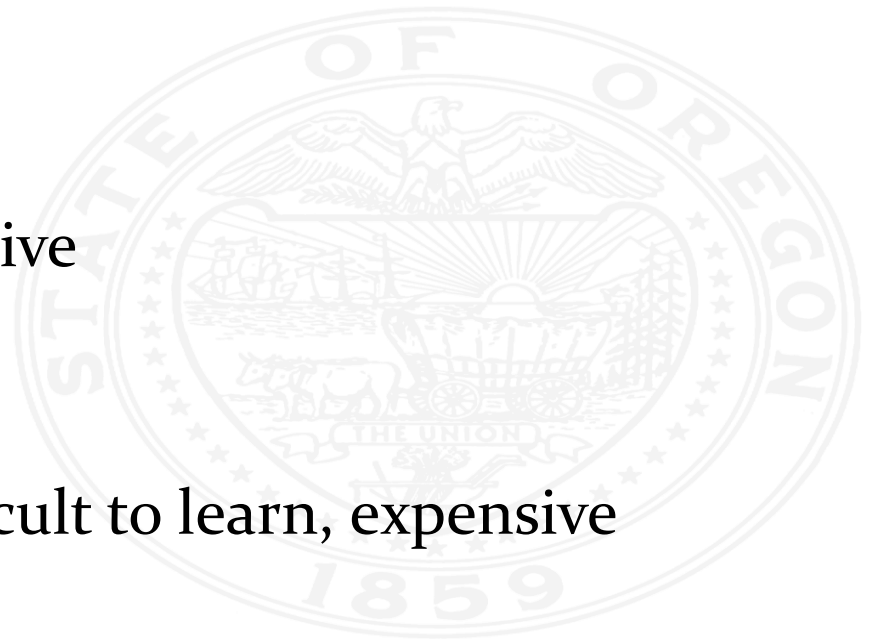 STATE OF OREGON
ive
THE UNION
cult to learn, expensive
1859